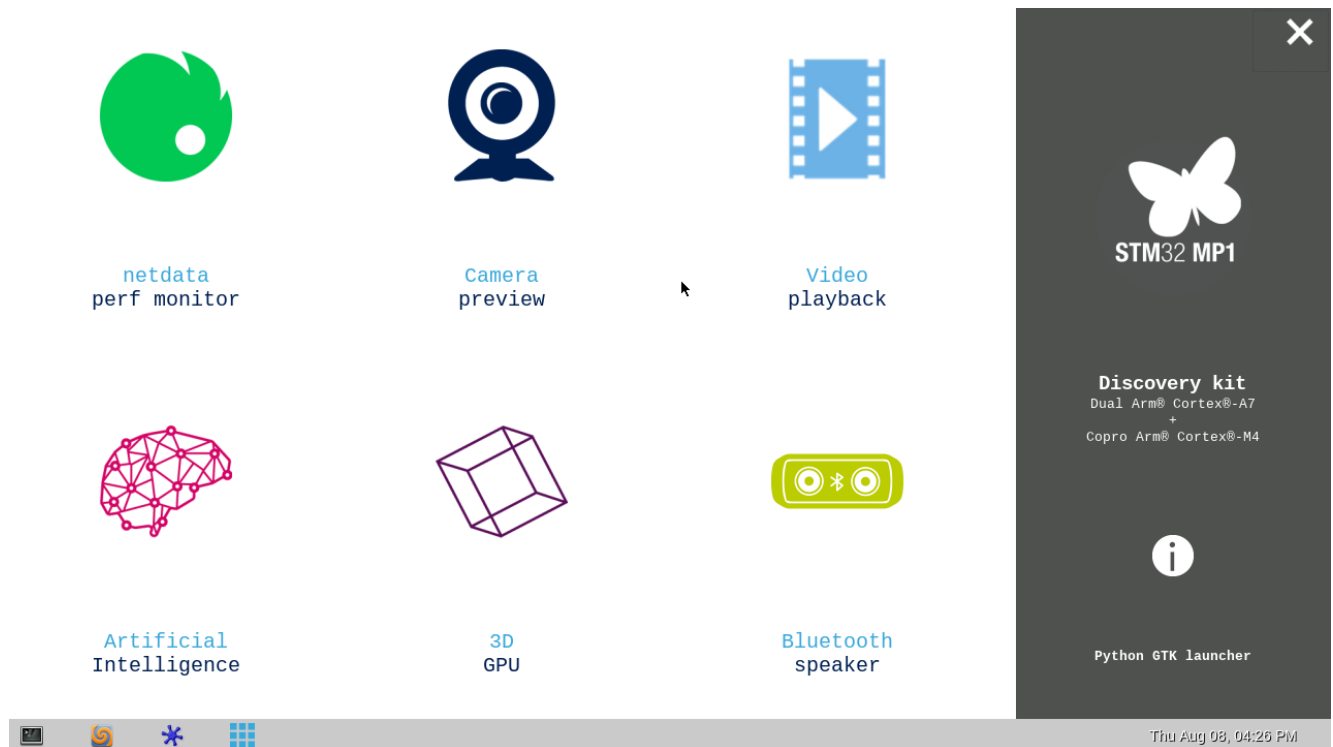 netdata
perf monitor
Camera
preview
Video
playback
STM32 MP1
Discovery kit
Dual Arm® Cortex®-A7
+
Copro Arm® Cortex®-M4
Artificial
Intelligence
3D
GPU
Bluetooth
speaker
Python GTK launcher
Thu Aug 08, 04:26 PM